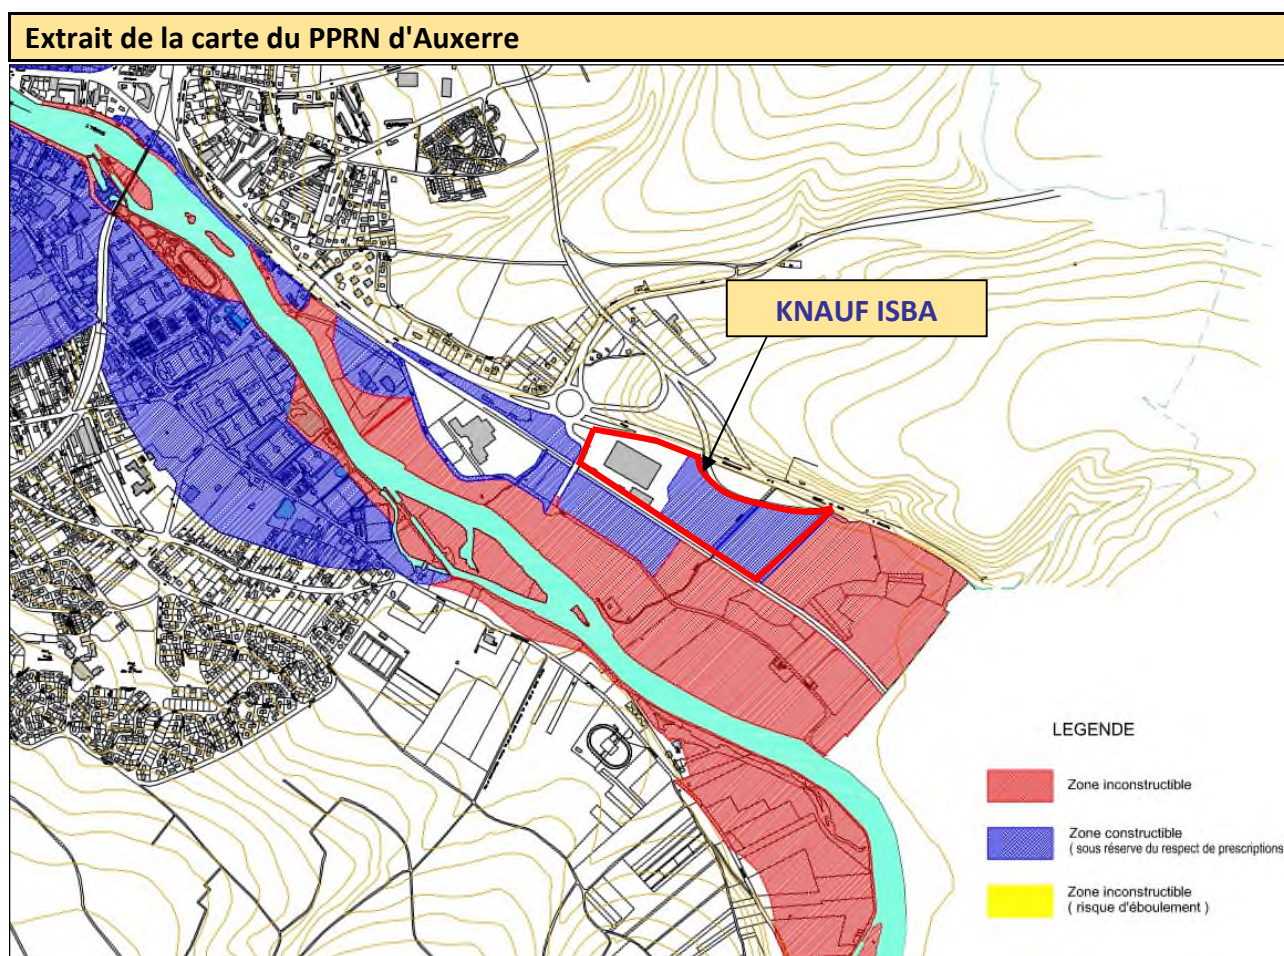 Extrait de la carte du PPRN d'Auxerre
KNAUF ISBA
LEGENDE
Zone inconstructible
Zone constructible
( sous réserve du respect de prescriptions
Zone inconstructible
( risque d'éboulement )